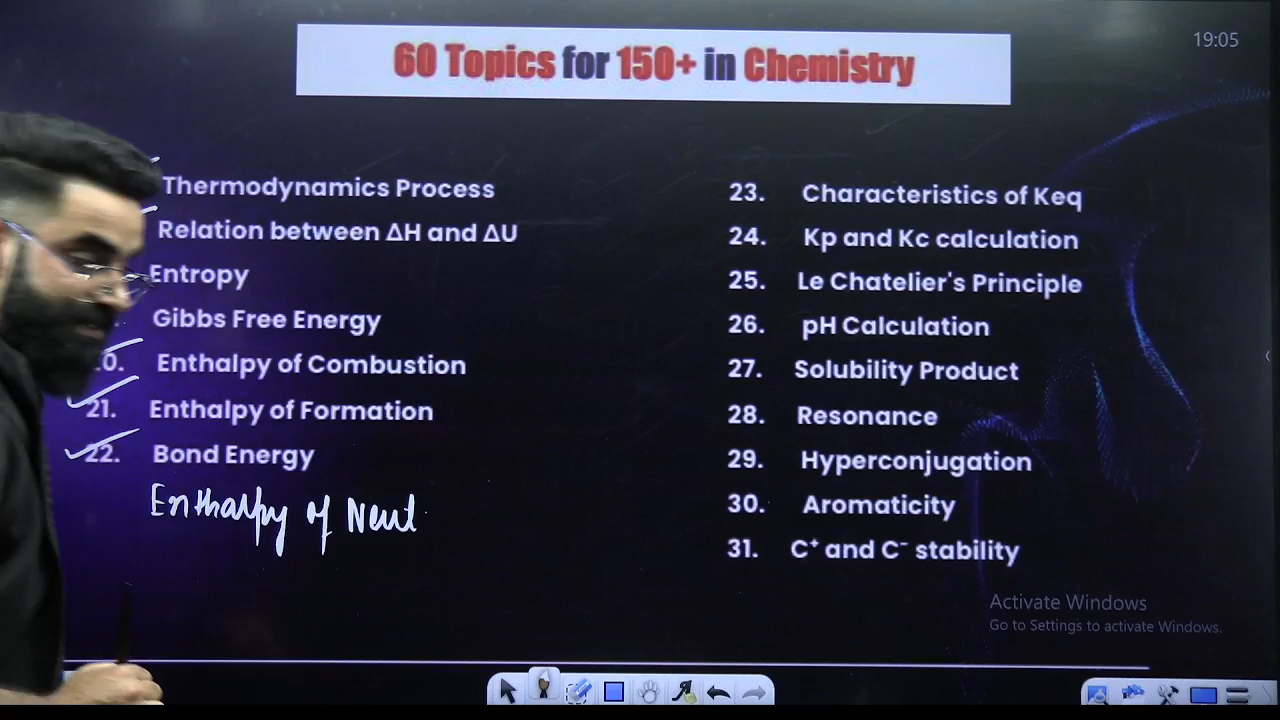 60 Topics for 150+ in Chemistry
19:05
Thermodynamics Process
Relation between ΔH and ΔU
Entropy
Gibbs Free Energy
0. Enthalpy of Combustion
21. Enthalpy of Formation
22. Bond Energy
Enthalpy of Neut
23. Characteristics of Keq
24. Kp and Kc calculation
25. Le Chatelier's Principle
26. pH Calculation
27. Solubility Product
28. Resonance
29. Hyperconjugation
30. Aromaticity
31. C⁺ and C⁻ stability
Activate Windows
Go to Settings to activate Windows.